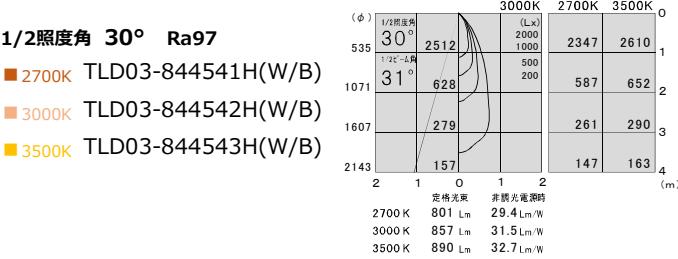 1/2照度角 30° Ra97
2700K TLD03-844541H(W/B)
3000K TLD03-844542H(W/B)
3500K TLD03-844543H(W/B)
3000K 2700K 3500K
(φ) 1/2照度角 (Lx) 0
30° 2000
535 2512 1000 2347 2610 1
1/2ビーム角 500
31° 200
1071 628 587 652 2
1607 279 261 290 3
2143 157 147 163 4
2 1 0 1 2 (m)
定格光束 非調光電源時
2700K 801 Lm 29.4 Lm/W
3000K 857 Lm 31.5 Lm/W
3500K 890 Lm 32.7 Lm/W